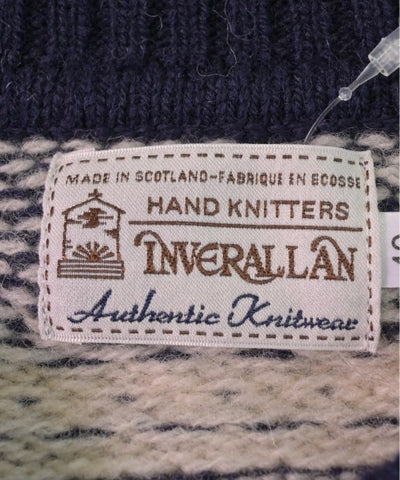 MADE IN SCOTLAND-FABRIQUE EN ECOSSE
HAND KNITTERS
INVERALLAN
Authentic Knitwear